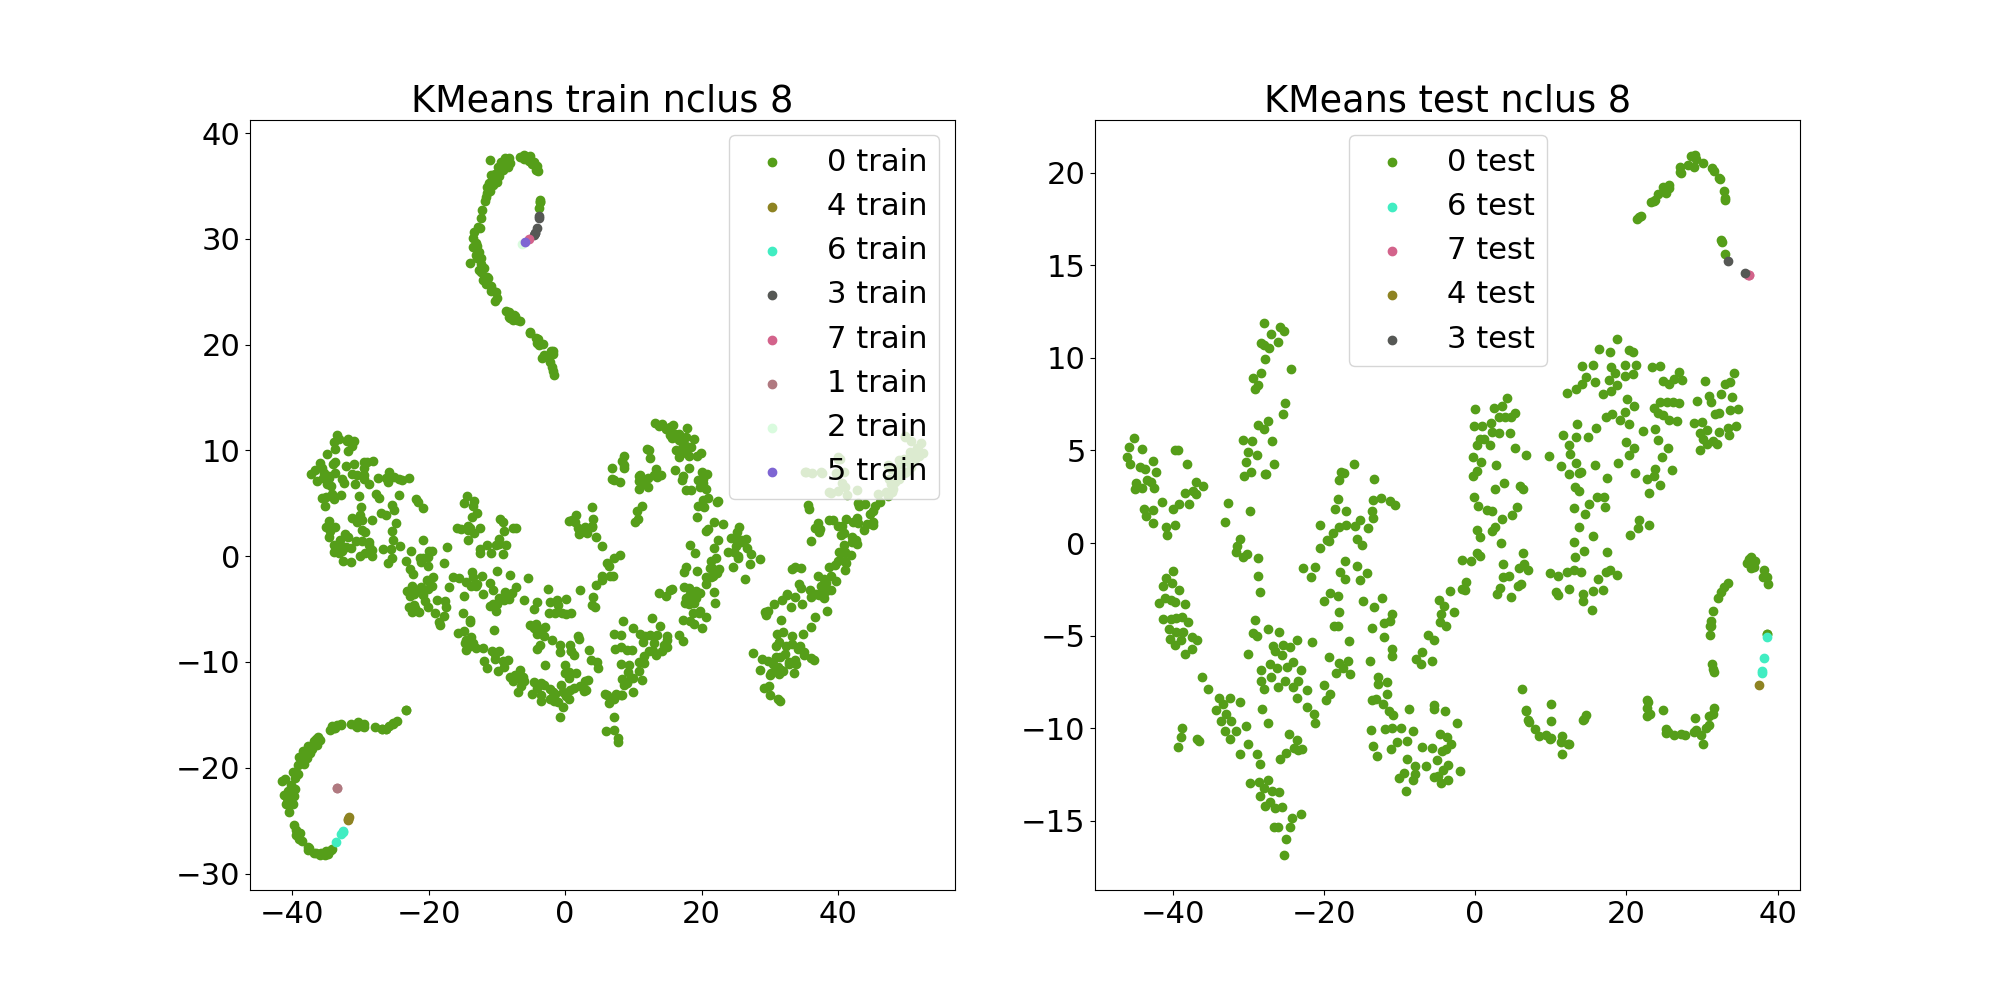 KMeans train nclus 8
40
30
20
10
0
−10
−20
−30
−40
−20
0
20
40
0 train
4 train
6 train
3 train
7 train
1 train
2 train
5 train
KMeans test nclus 8
20
15
10
5
0
−5
−10
−15
−40
−20
0
20
40
0 test
6 test
7 test
4 test
3 test